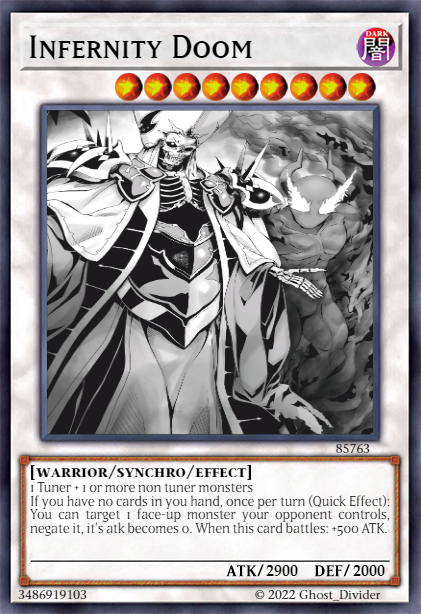 INFERNITY DOOM
DARK
闇
85763
[WARRIOR/SYNCHRO/EFFECT]
1 Tuner + 1 or more non tuner monsters
If you have no cards in you hand, once per turn (Quick Effect):
You can target 1 face-up monster your opponent controls,
negate it, it's atk becomes 0. When this card battles: +500 ATK.
ATK/2900 DEF/2000
3486919103 © 2022 Ghost_Divider